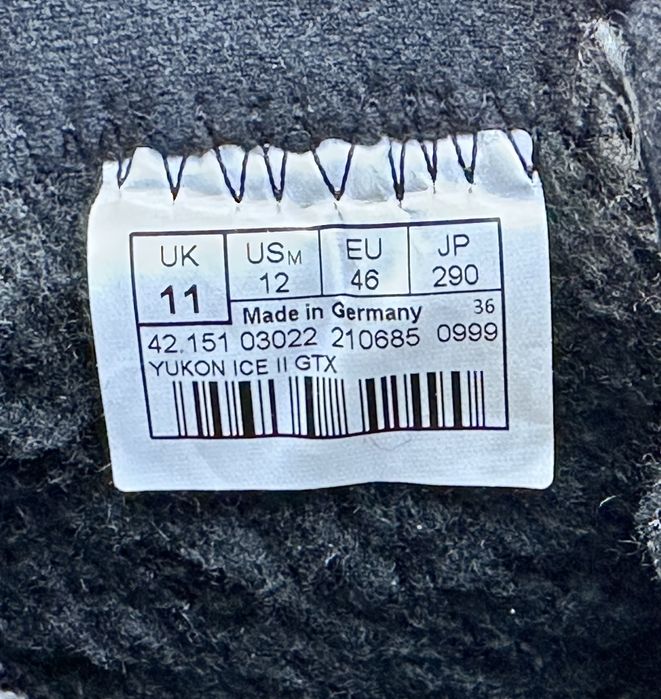 UK USM EU JP
11 12 46 290
Made in Germany 36
42.151 03022 210685 0999
YUKON ICE II GTX